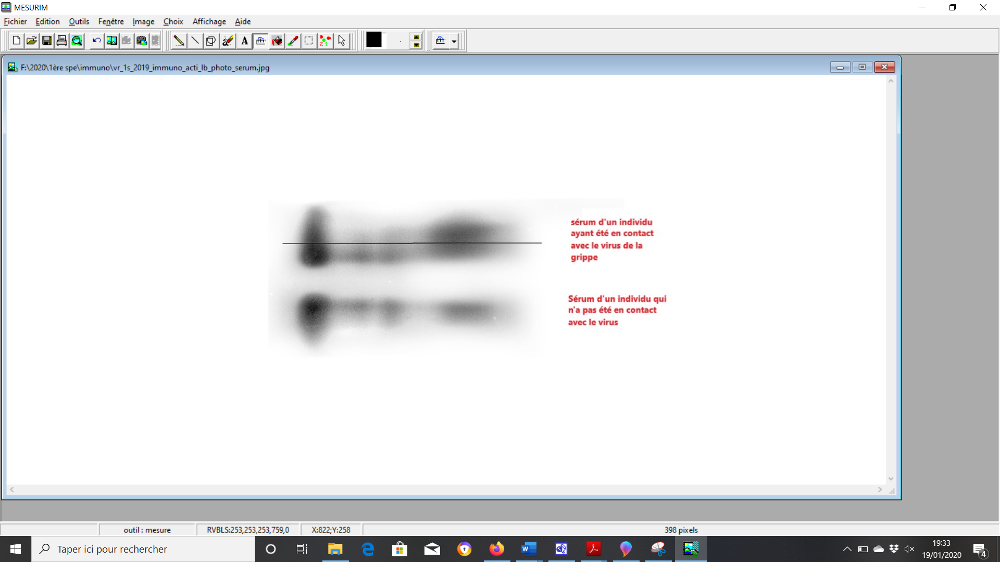 MESURIM
Fichier Edition Outils Fenêtre Image Choix Affichage Aide
A
F:\2020\1ère spe\immuno\vr_1s_2019_immuno_acti_lb_photo_serum.jpg
sérum d'un individu
ayant été en contact
avec le virus de la
grippe
Sérum d'un individu qui
n'a pas été en contact
avec le virus
outil : mesure RVBLS:253,253,253,759,0 X:822;Y:258 398 pixels
Taper ici pour rechercher
19:33
19/01/2020
4